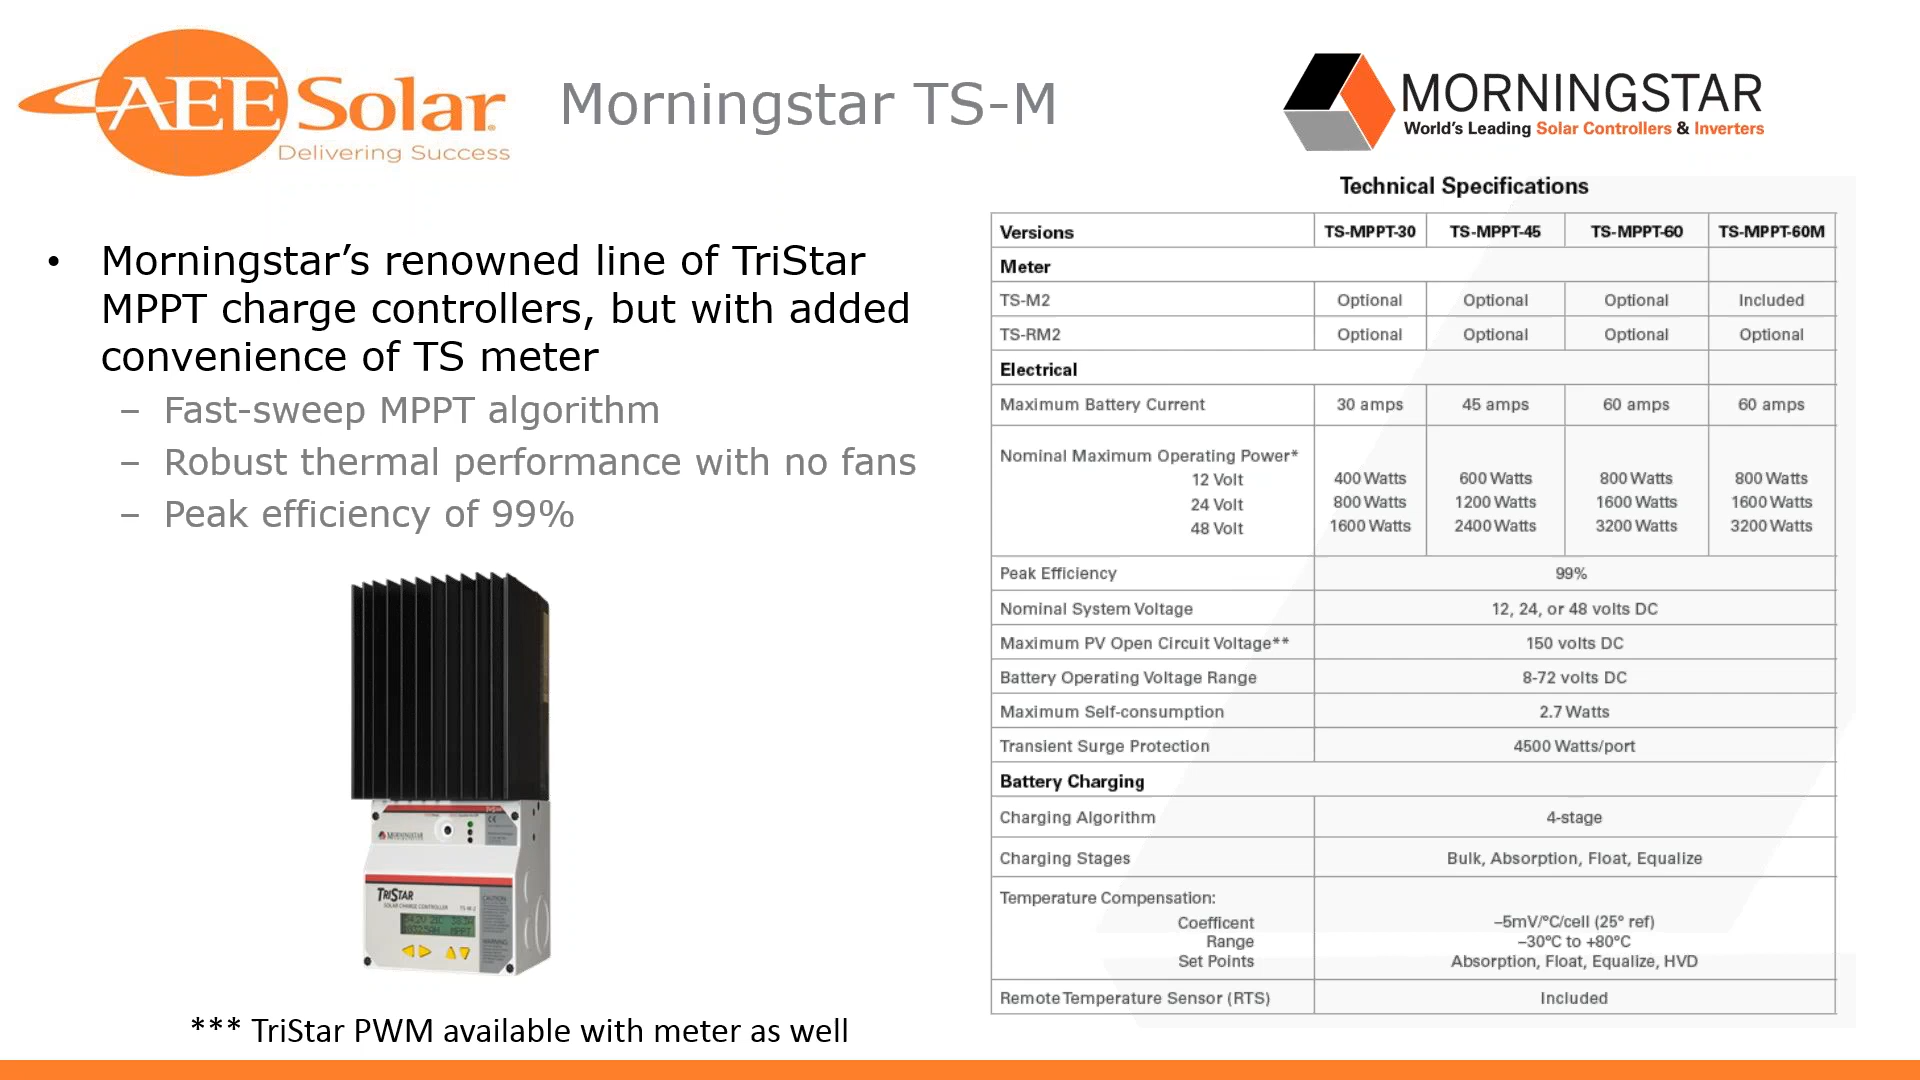 AEE Solar
Delivering Success
Morningstar TS-M
MORNINGSTAR
World's Leading Solar Controllers & Inverters
• Morningstar’s renowned line of TriStar
MPPT charge controllers, but with added
convenience of TS meter
– Fast-sweep MPPT algorithm
– Robust thermal performance with no fans
– Peak efficiency of 99%
MORNINGSTAR
TRISTAR
SOLAR CHARGE CONTROLLER TS-M-2
CAUTION
WARNING
*** TriStar PWM available with meter as well
Technical Specifications
Versions TS-MPPT-30 TS-MPPT-45 TS-MPPT-60 TS-MPPT-60M
Meter
TS-M2 Optional Optional Optional Included
TS-RM2 Optional Optional Optional Optional
Electrical
Maximum Battery Current 30 amps 45 amps 60 amps 60 amps
Nominal Maximum Operating Power*
12 Volt 400 Watts 600 Watts 800 Watts 800 Watts
24 Volt 800 Watts 1200 Watts 1600 Watts 1600 Watts
48 Volt 1600 Watts 2400 Watts 3200 Watts 3200 Watts
Peak Efficiency 99%
Nominal System Voltage 12, 24, or 48 volts DC
Maximum PV Open Circuit Voltage** 150 volts DC
Battery Operating Voltage Range 8-72 volts DC
Maximum Self-consumption 2.7 Watts
Transient Surge Protection 4500 Watts/port
Battery Charging
Charging Algorithm 4-stage
Charging Stages Bulk, Absorption, Float, Equalize
Temperature Compensation:
Coefficent –5mV/°C/cell (25° ref)
Range –30°C to +80°C
Set Points Absorption, Float, Equalize, HVD
Remote Temperature Sensor (RTS) Included